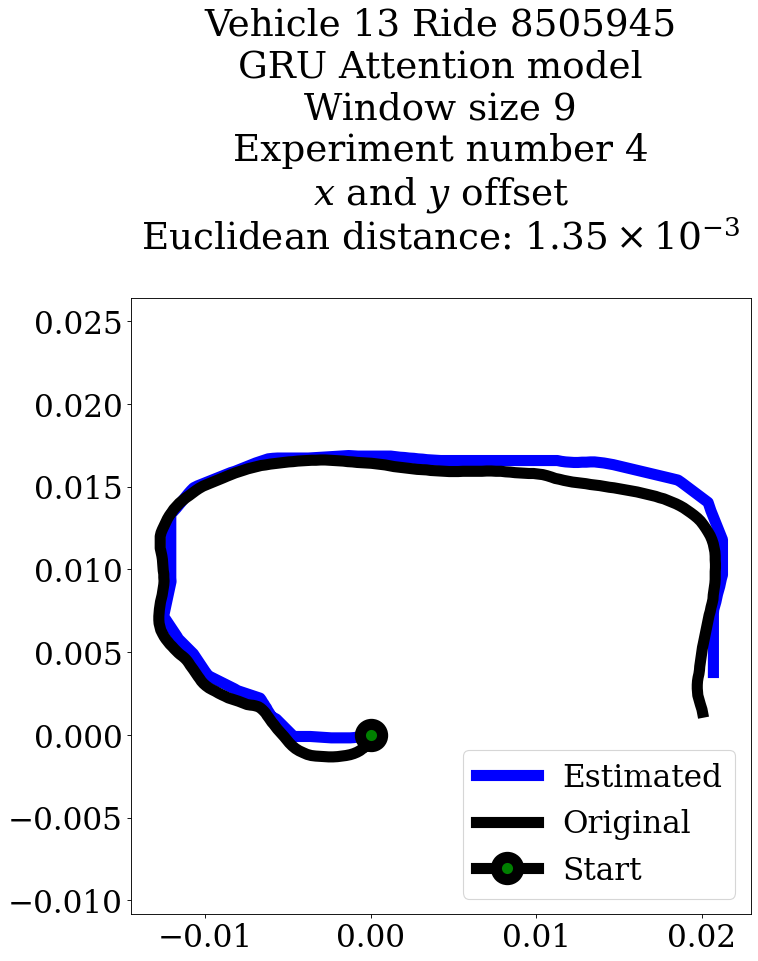 Vehicle 13 Ride 8505945
GRU Attention model
Window size 9
Experiment number 4
x and y offset
Euclidean distance: 1.35 × 10⁻³
0.025
0.020
0.015
0.010
0.005
0.000
−0.005
−0.010
Estimated
Original
Start
−0.01 0.00 0.01 0.02